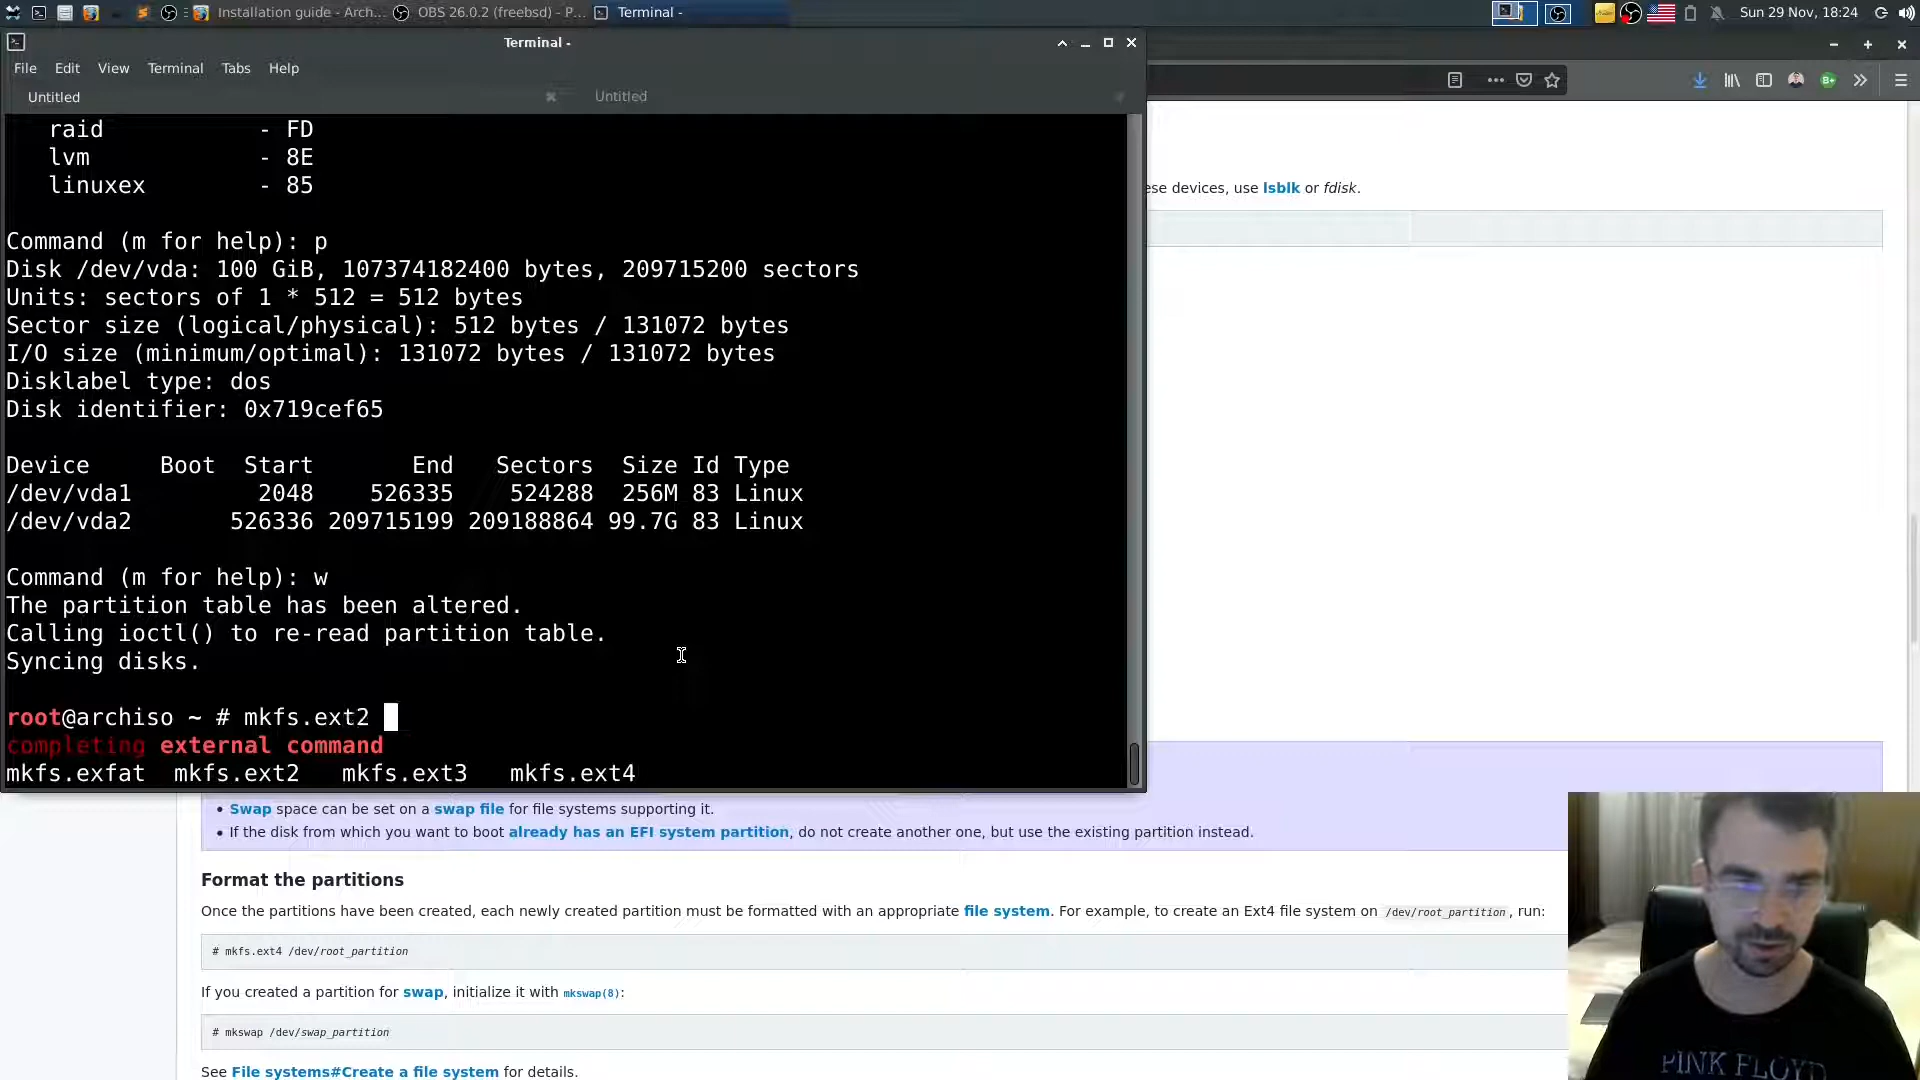 Installation guide - Arch...
OBS 26.0.2 (freebsd) - P...
Terminal -
Sun 29 Nov, 18:24
Terminal -
File Edit View Terminal Tabs Help
Untitled
Untitled
raid - FD
lvm - 8E
linuxex - 85
Command (m for help): p
Disk /dev/vda: 100 GiB, 107374182400 bytes, 209715200 sectors
Units: sectors of 1 * 512 = 512 bytes
Sector size (logical/physical): 512 bytes / 131072 bytes
I/O size (minimum/optimal): 131072 bytes / 131072 bytes
Disklabel type: dos
Disk identifier: 0x719cef65
Device Boot Start End Sectors Size Id Type
/dev/vda1 2048 526335 524288 256M 83 Linux
/dev/vda2 526336 209715199 209188864 99.7G 83 Linux
Command (m for help): w
The partition table has been altered.
Calling ioctl() to re-read partition table.
Syncing disks.
root@archiso ~ # mkfs.ext2
completing external command
mkfs.exfat mkfs.ext2 mkfs.ext3 mkfs.ext4
ese devices, use lsblk or fdisk.
• Swap space can be set on a swap file for file systems supporting it.
• If the disk from which you want to boot already has an EFI system partition, do not create another one, but use the existing partition instead.
Format the partitions
Once the partitions have been created, each newly created partition must be formatted with an appropriate file system. For example, to create an Ext4 file system on /dev/root_partition, run:
# mkfs.ext4 /dev/root_partition
If you created a partition for swap, initialize it with mkswap(8):
# mkswap /dev/swap_partition
See File systems#Create a file system for details.
PINK FLOYD